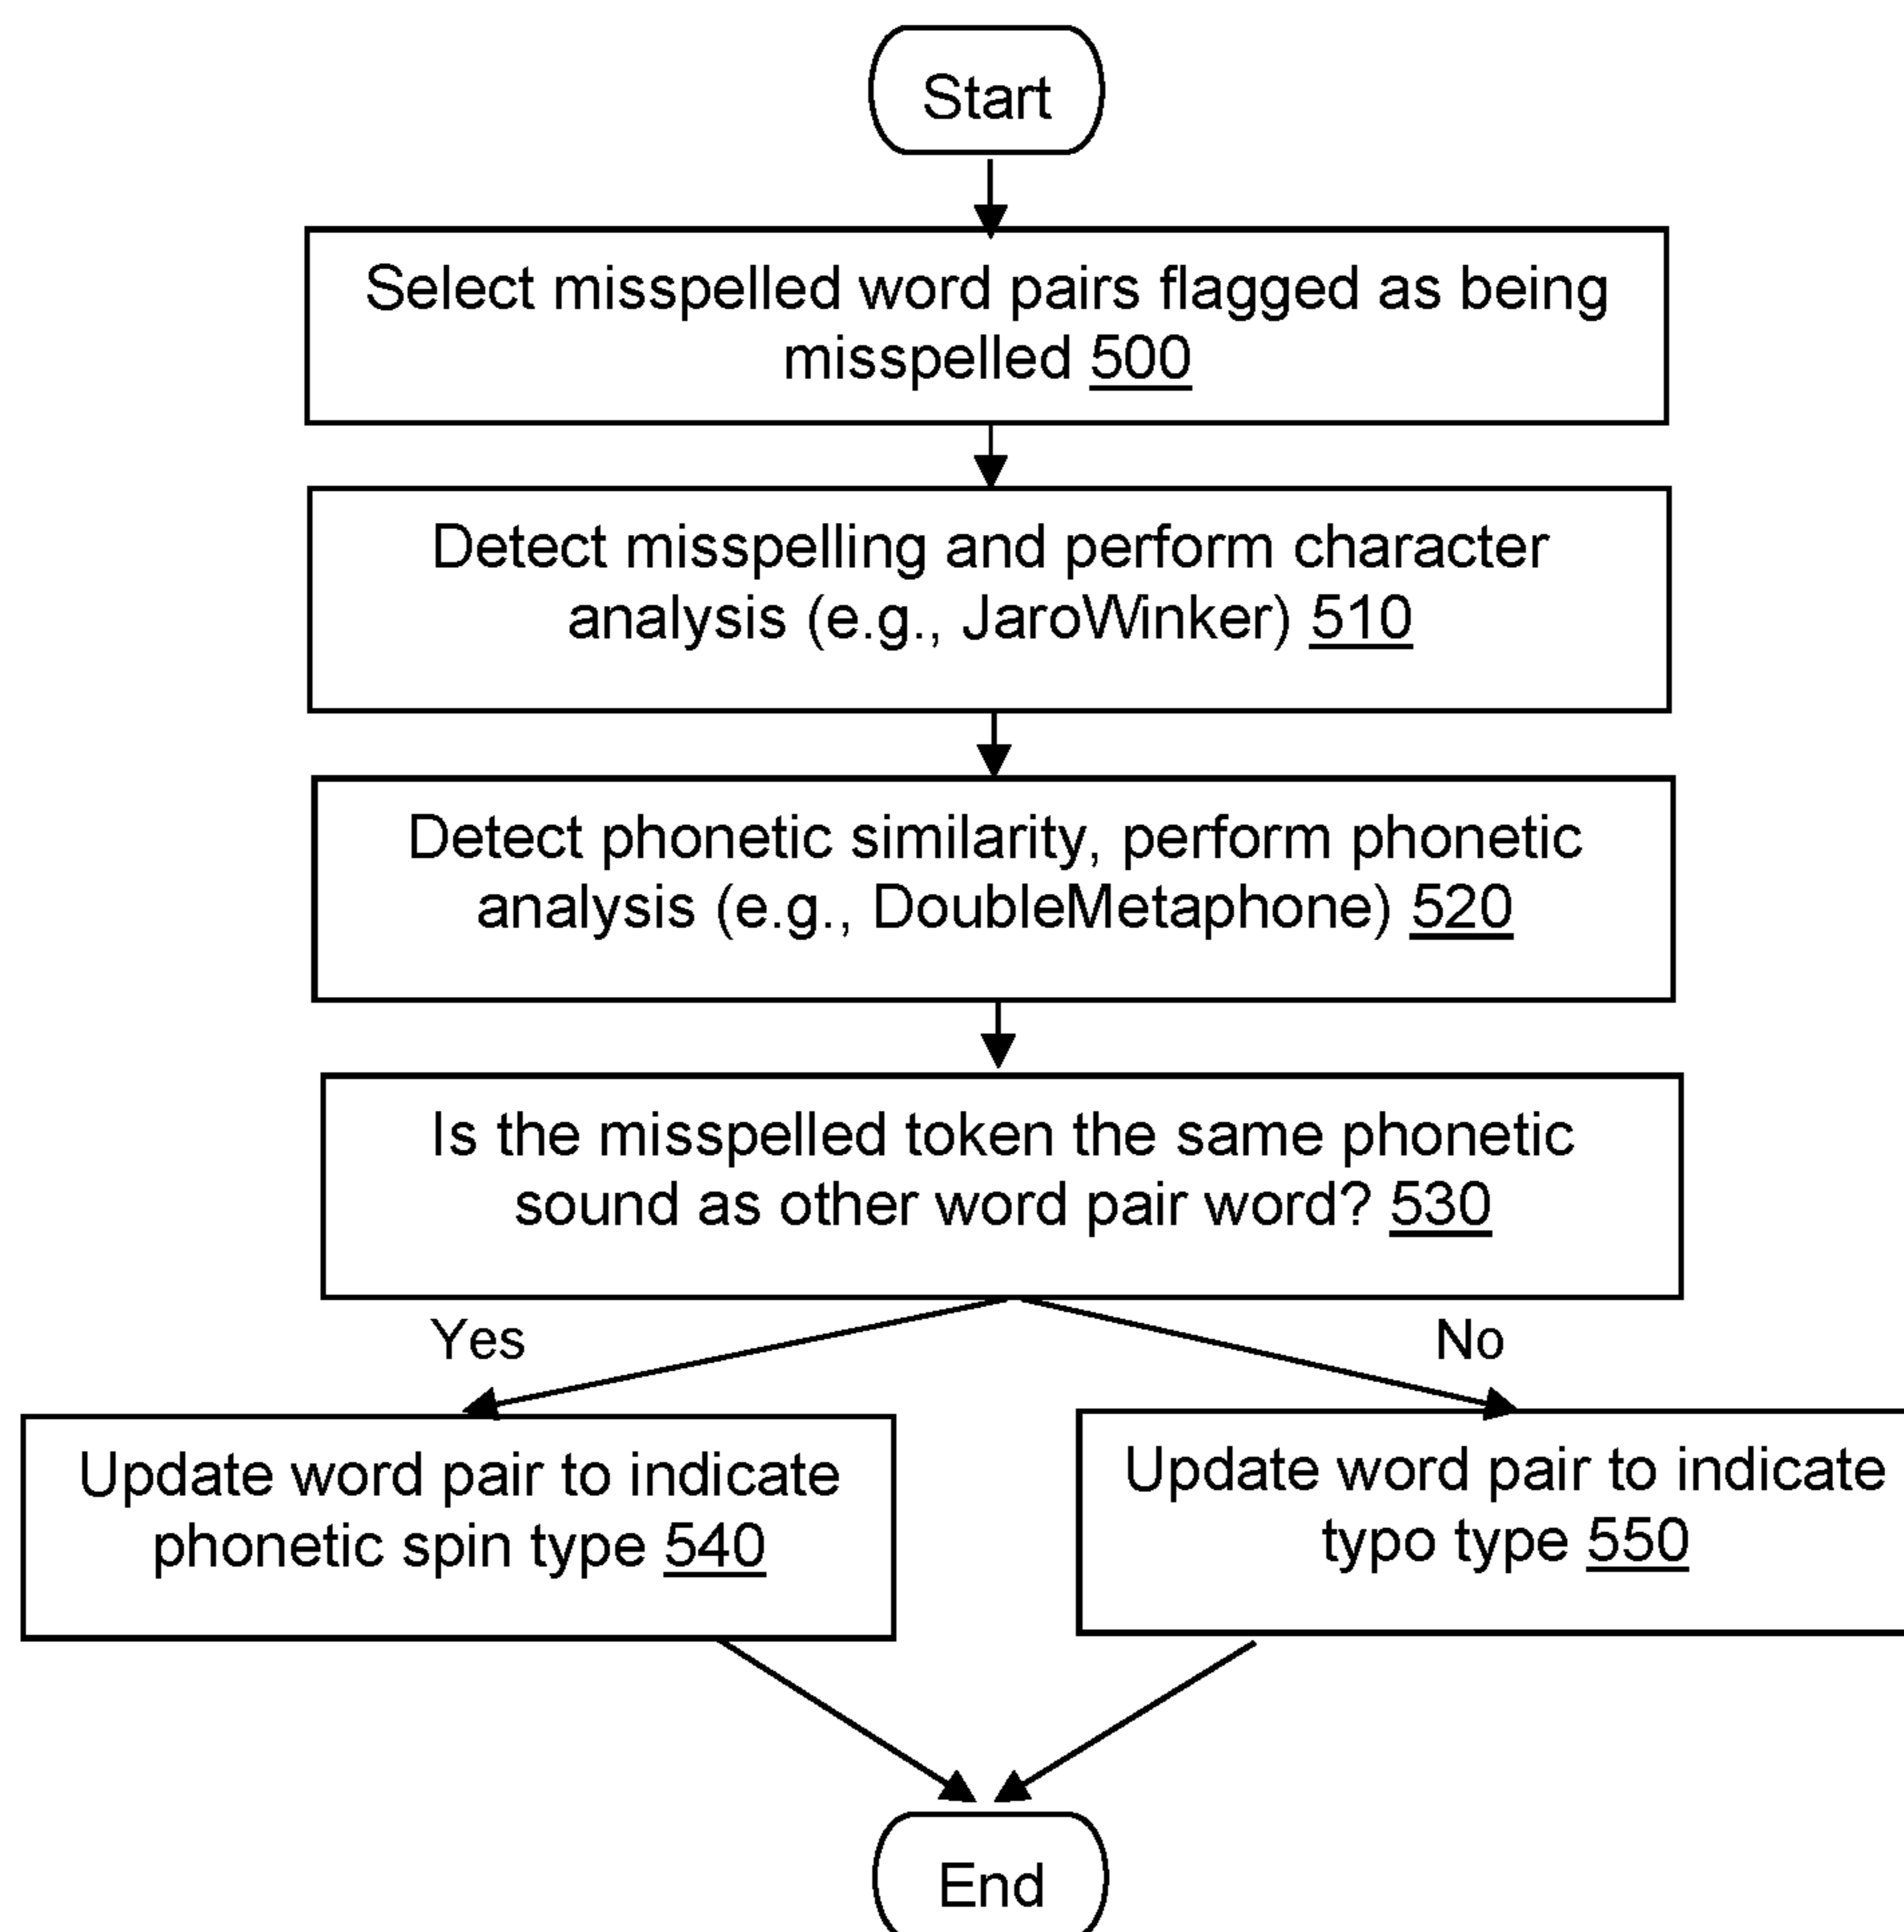 Start
Select misspelled word pairs flagged as being
misspelled 500
Detect misspelling and perform character
analysis (e.g., JaroWinker) 510
Detect phonetic similarity, perform phonetic
analysis (e.g., DoubleMetaphone) 520
Is the misspelled token the same phonetic
sound as other word pair word? 530
Yes
No
Update word pair to indicate
phonetic spin type 540
Update word pair to indicate
typo type 550
End